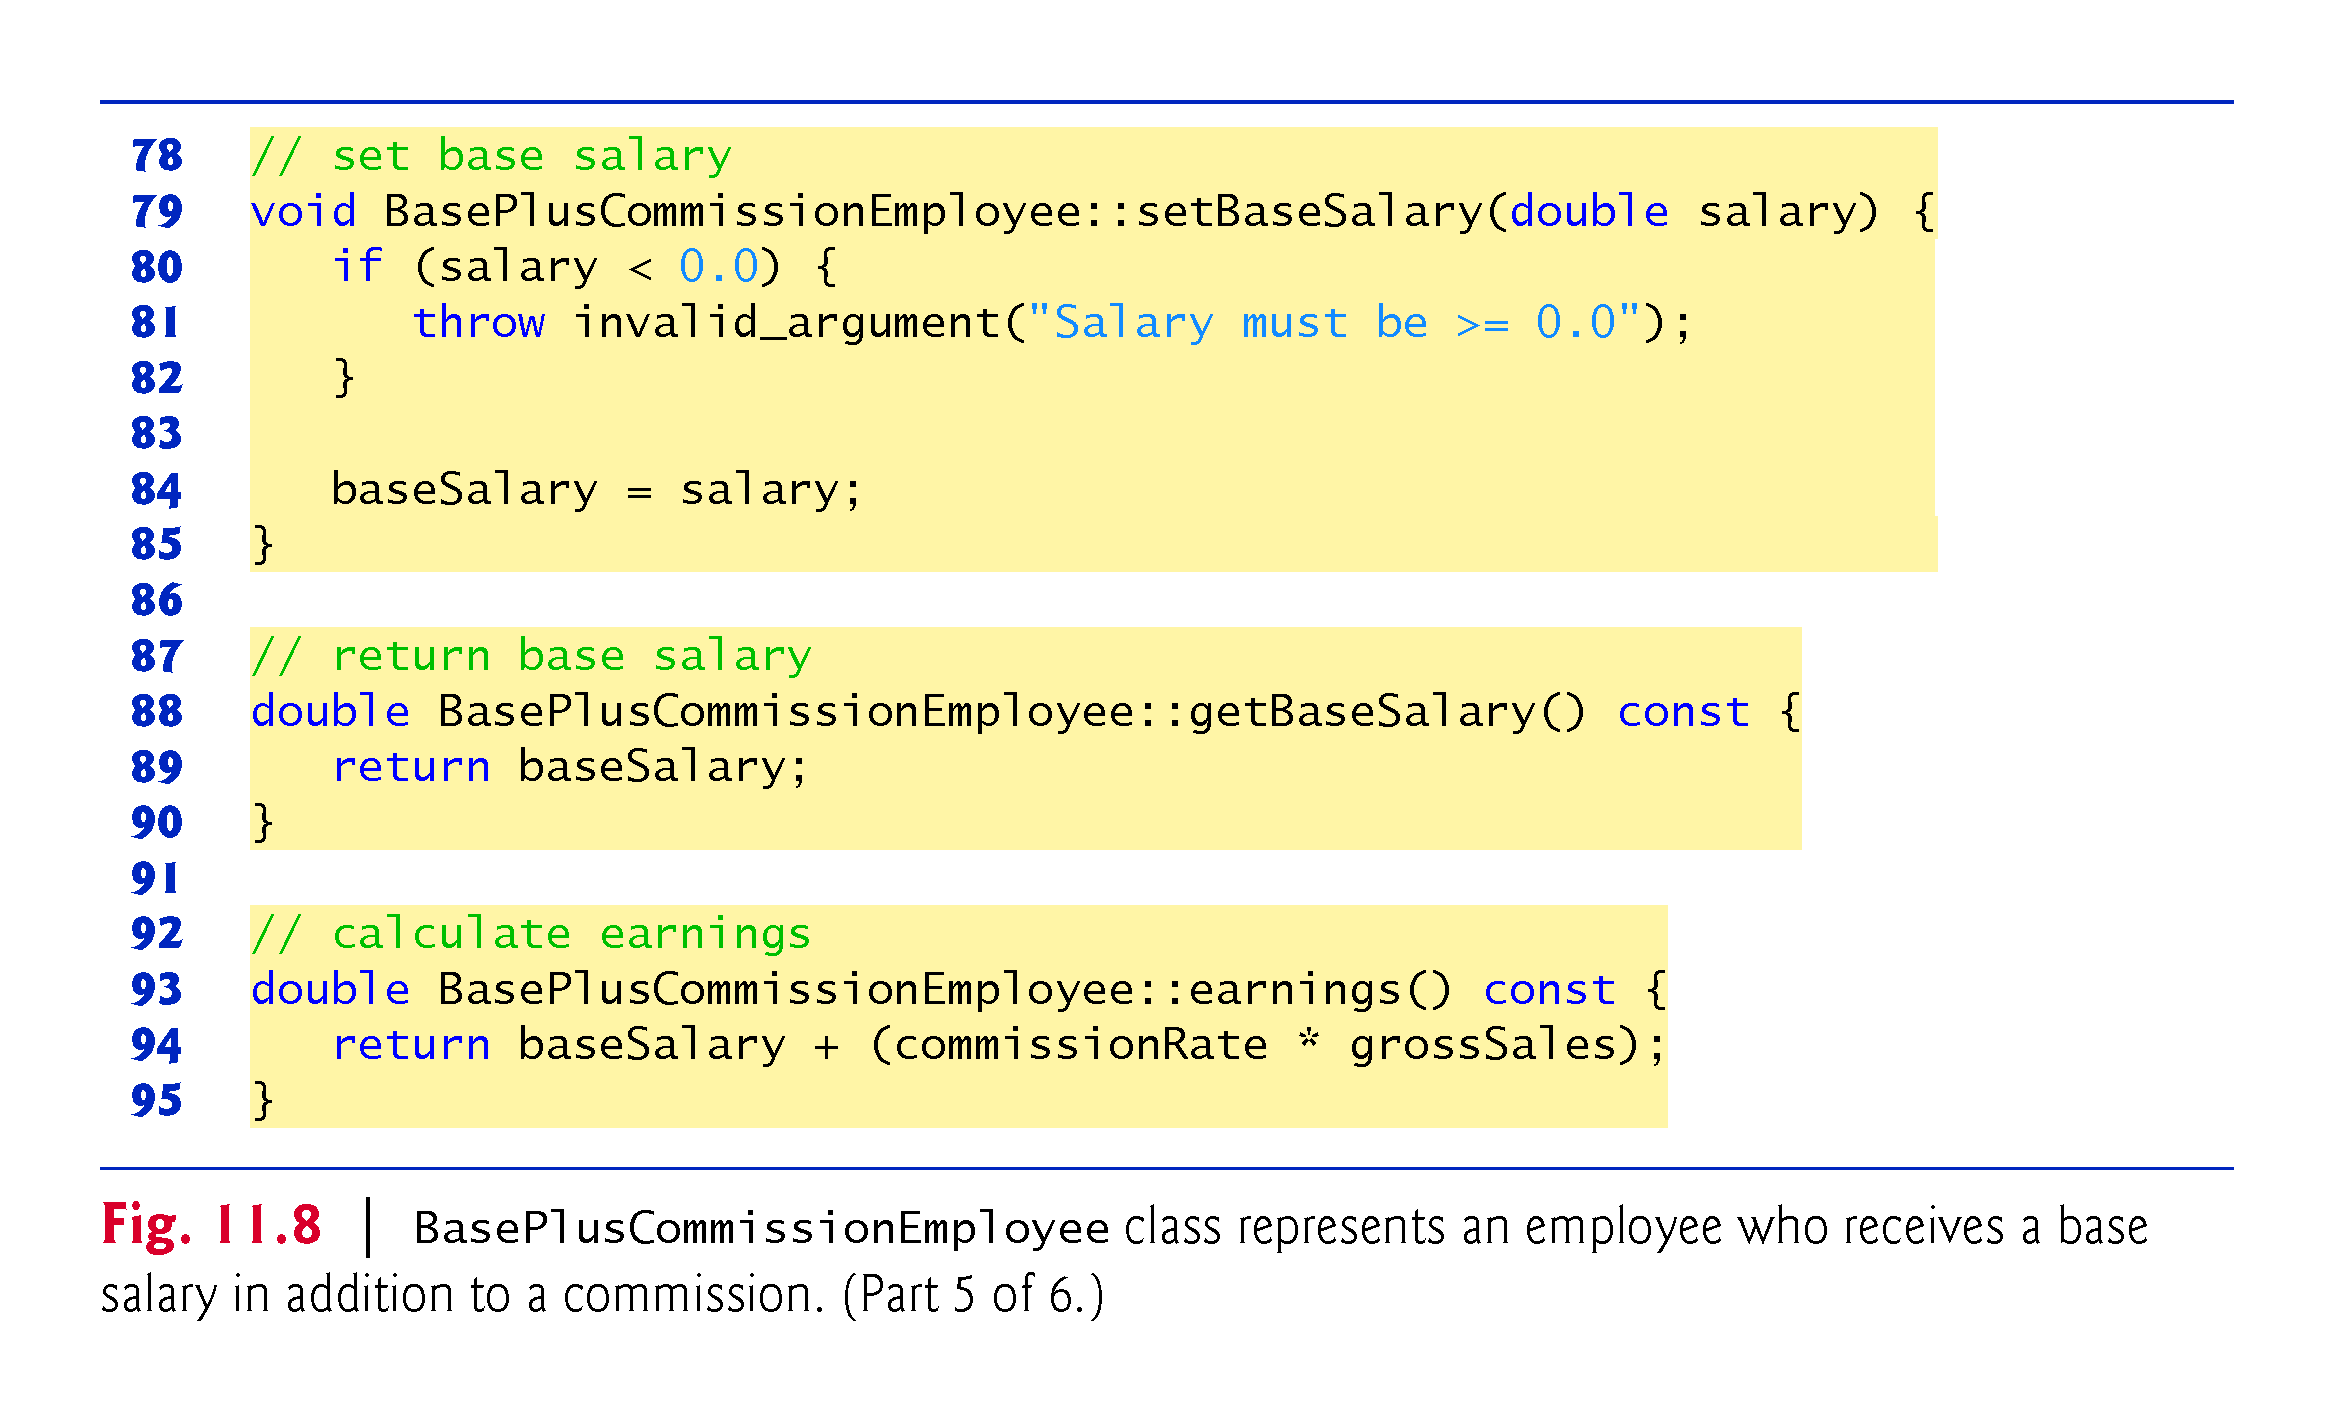 78 // set base salary
79 void BasePlusCommissionEmployee::setBaseSalary(double salary) {
80    if (salary < 0.0) {
81       throw invalid_argument("Salary must be >= 0.0");
82    }
83
84    baseSalary = salary;
85 }
86
87 // return base salary
88 double BasePlusCommissionEmployee::getBaseSalary() const {
89    return baseSalary;
90 }
91
92 // calculate earnings
93 double BasePlusCommissionEmployee::earnings() const {
94    return baseSalary + (commissionRate * grossSales);
95 }
Fig. 11.8 | BasePlusCommissionEmployee class represents an employee who receives a base
salary in addition to a commission. (Part 5 of 6.)